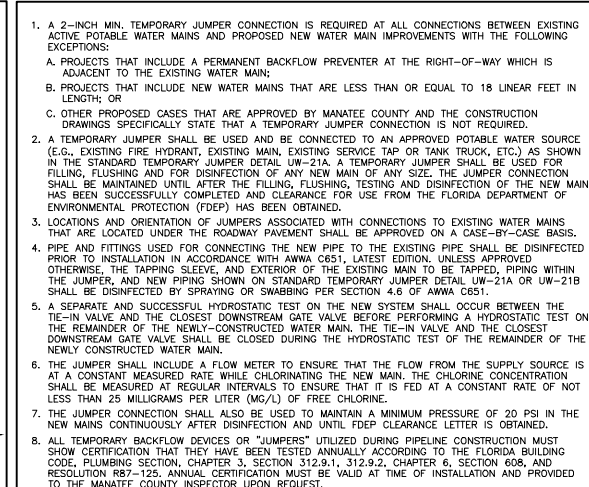 1. A 2-INCH MIN. TEMPORARY JUMPER CONNECTION IS REQUIRED AT ALL CONNECTIONS BETWEEN EXISTING
ACTIVE POTABLE WATER MAINS AND PROPOSED NEW WATER MAIN IMPROVEMENTS WITH THE FOLLOWING
EXCEPTIONS:
A. PROJECTS THAT INCLUDE A PERMANENT BACKFLOW PREVENTER AT THE RIGHT-OF-WAY WHICH IS
ADJACENT TO THE EXISTING WATER MAIN;
B. PROJECTS THAT INCLUDE NEW WATER MAINS THAT ARE LESS THAN OR EQUAL TO 18 LINEAR FEET IN
LENGTH; OR
C. OTHER PROPOSED CASES THAT ARE APPROVED BY MANATEE COUNTY AND THE CONSTRUCTION
DRAWINGS SPECIFICALLY STATE THAT A TEMPORARY JUMPER CONNECTION IS NOT REQUIRED.
2. A TEMPORARY JUMPER SHALL BE USED AND BE CONNECTED TO AN APPROVED POTABLE WATER SOURCE
(E.G., EXISTING FIRE HYDRANT, EXISTING MAIN, EXISTING SERVICE TAP OR TANK TRUCK, ETC.) AS SHOWN
IN THE STANDARD TEMPORARY JUMPER DETAIL UW-21A. A TEMPORARY JUMPER SHALL BE USED FOR
FILLING, FLUSHING AND FOR DISINFECTION OF ANY NEW MAIN OF ANY SIZE. THE JUMPER CONNECTION
SHALL BE MAINTAINED UNTIL AFTER THE FILLING, FLUSHING, TESTING AND DISINFECTION OF THE NEW MAIN
HAS BEEN SUCCESSFULLY COMPLETED AND CLEARANCE FOR USE FROM THE FLORIDA DEPARTMENT OF
ENVIRONMENTAL PROTECTION (FDEP) HAS BEEN OBTAINED.
3. LOCATIONS AND ORIENTATION OF JUMPERS ASSOCIATED WITH CONNECTIONS TO EXISTING WATER MAINS
THAT ARE LOCATED UNDER THE ROADWAY PAVEMENT SHALL BE APPROVED ON A CASE-BY-CASE BASIS.
4. PIPE AND FITTINGS USED FOR CONNECTING THE NEW PIPE TO THE EXISTING PIPE SHALL BE DISINFECTED
PRIOR TO INSTALLATION IN ACCORDANCE WITH AWWA C651, LATEST EDITION. UNLESS APPROVED
OTHERWISE, THE TAPPING SLEEVE, AND EXTERIOR OF THE EXISTING MAIN TO BE TAPPED, PIPING WITHIN
THE JUMPER, AND NEW PIPING SHOWN ON STANDARD TEMPORARY JUMPER DETAIL UW-21A OR UW-21B
SHALL BE DISINFECTED BY SPRAYING OR SWABBING PER SECTION 4.6 OF AWWA C651.
5. A SEPARATE AND SUCCESSFUL HYDROSTATIC TEST ON THE NEW SYSTEM SHALL OCCUR BETWEEN THE
TIE-IN VALVE AND THE CLOSEST DOWNSTREAM GATE VALVE BEFORE PERFORMING A HYDROSTATIC TEST ON
THE REMAINDER OF THE NEWLY-CONSTRUCTED WATER MAIN. THE TIE-IN VALVE AND THE CLOSEST
DOWNSTREAM GATE VALVE SHALL BE CLOSED DURING THE HYDROSTATIC TEST OF THE REMAINDER OF THE
NEWLY CONSTRUCTED WATER MAIN.
6. THE JUMPER SHALL INCLUDE A FLOW METER TO ENSURE THAT THE FLOW FROM THE SUPPLY SOURCE IS
AT A CONSTANT MEASURED RATE WHILE CHLORINATING THE NEW MAIN. THE CHLORINE CONCENTRATION
SHALL BE MEASURED AT REGULAR INTERVALS TO ENSURE THAT IT IS FED AT A CONSTANT RATE OF NOT
LESS THAN 25 MILLIGRAMS PER LITER (MG/L) OF FREE CHLORINE.
7. THE JUMPER CONNECTION SHALL ALSO BE USED TO MAINTAIN A MINIMUM PRESSURE OF 20 PSI IN THE
NEW MAINS CONTINUOUSLY AFTER DISINFECTION AND UNTIL FDEP CLEARANCE LETTER IS OBTAINED.
8. ALL TEMPORARY BACKFLOW DEVICES OR "JUMPERS" UTILIZED DURING PIPELINE CONSTRUCTION MUST
SHOW CERTIFICATION THAT THEY HAVE BEEN TESTED ANNUALLY ACCORDING TO THE FLORIDA BUILDING
CODE, PLUMBING SECTION, CHAPTER 3, SECTION 312.9.1, 312.9.2, CHAPTER 6, SECTION 608, AND
RESOLUTION R87-125. ANNUAL CERTIFICATION MUST BE VALID AT TIME OF INSTALLATION AND PROVIDED
TO THE MANATEE COUNTY INSPECTOR UPON REQUEST.